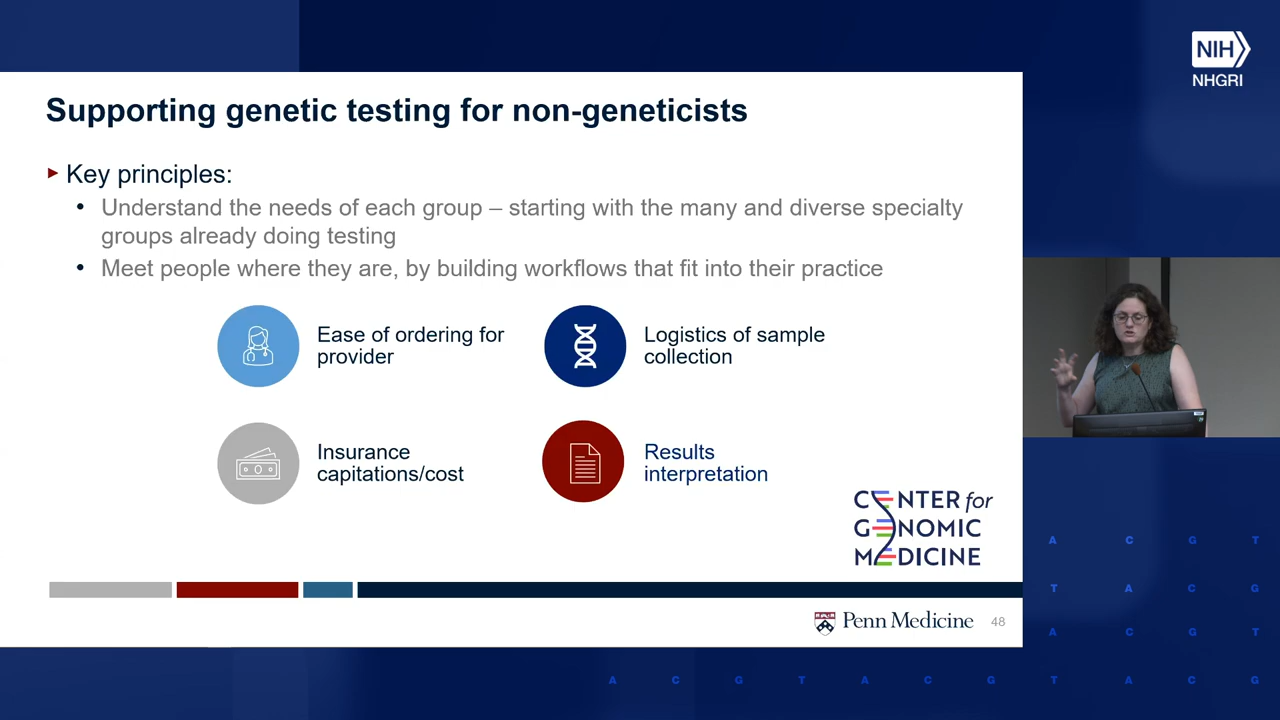 NIH
NHGRI
Supporting genetic testing for non-geneticists
Key principles:
• Understand the needs of each group – starting with the many and diverse specialty
groups already doing testing
• Meet people where they are, by building workflows that fit into their practice
Ease of ordering for
provider
Logistics of sample
collection
Insurance
capitations/cost
Results
interpretation
CENTER for
GENOMIC
MEDICINE
Penn Medicine
48
A C G T
T A C G
A C G T
A C G T A C G T A C G